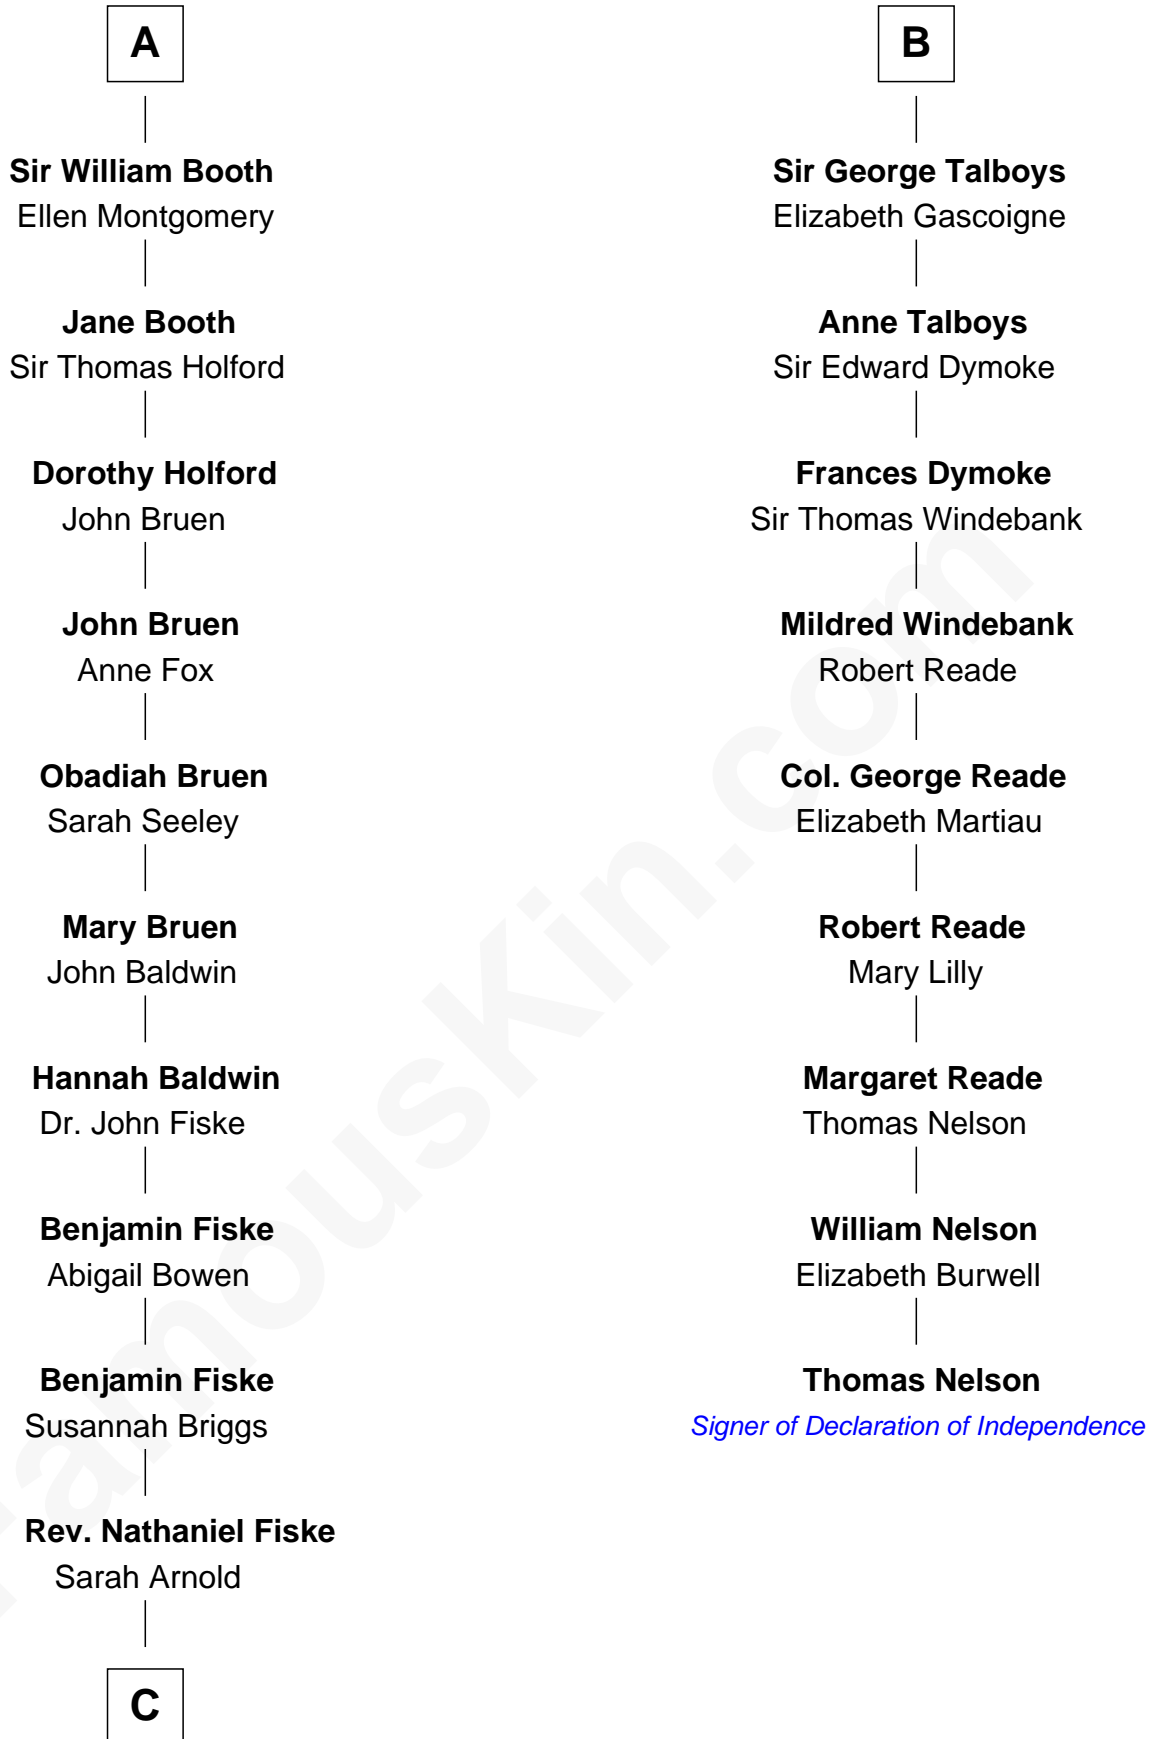 A
Sir William Booth
Ellen Montgomery
Jane Booth
Sir Thomas Holford
Dorothy Holford
John Bruen
John Bruen
Anne Fox
Obadiah Bruen
Sarah Seeley
Mary Bruen
John Baldwin
Hannah Baldwin
Dr. John Fiske
Benjamin Fiske
Abigail Bowen
Benjamin Fiske
Susannah Briggs
Rev. Nathaniel Fiske
Sarah Arnold
C
B
Sir George Talboys
Elizabeth Gascoigne
Anne Talboys
Sir Edward Dymoke
Frances Dymoke
Sir Thomas Windebank
Mildred Windebank
Robert Reade
Col. George Reade
Elizabeth Martiau
Robert Reade
Mary Lilly
Margaret Reade
Thomas Nelson
William Nelson
Elizabeth Burwell
Thomas Nelson
Signer of Declaration of Independence
FamousKin.com